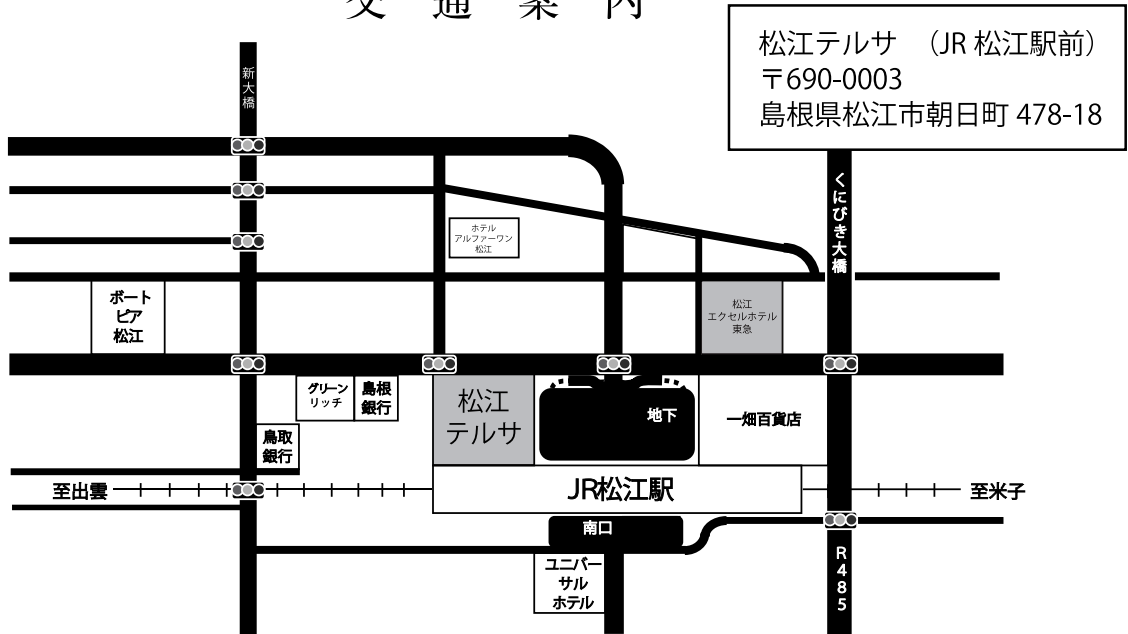 交通案内
松江テルサ (JR 松江駅前)
〒690-0003
島根県松江市朝日町 478-18
新大橋
くにびき大橋
ホテル
アルファーワン
松江
ボート
ピア
松江
松江
エクセルホテル
東急
グリーン
リッチ
島根
銀行
松江
テルサ
地下
一畑百貨店
鳥取
銀行
至出雲
JR松江駅
至米子
南口
ユニバー
サル
ホテル
R485